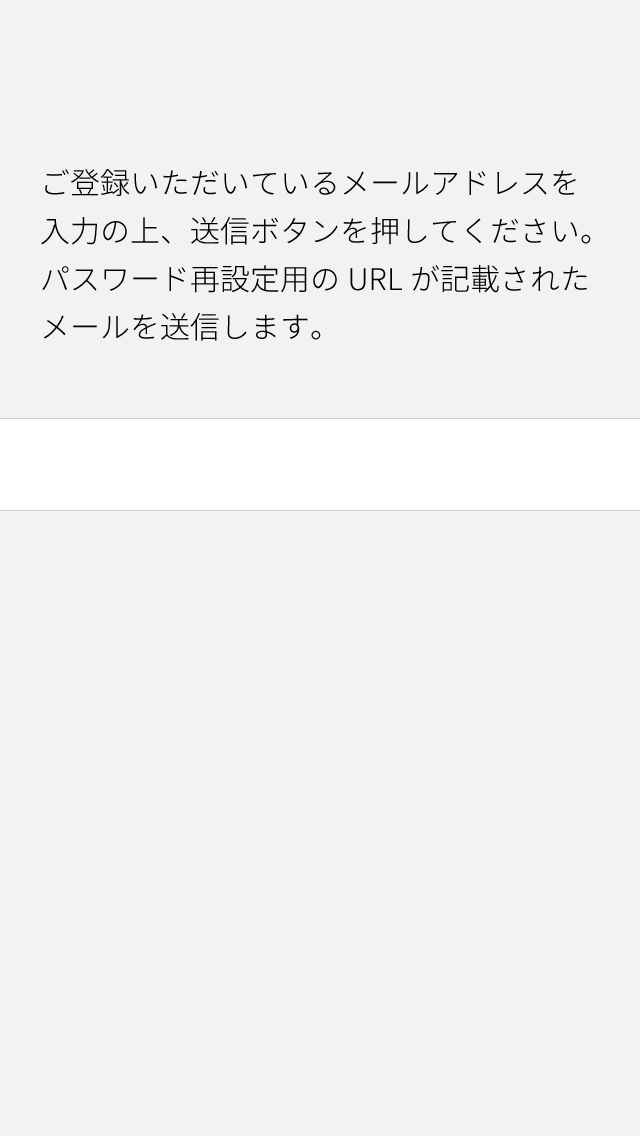 ご登録いただいているメールアドレスを
入力の上、送信ボタンを押してください。
パスワード再設定用の URL が記載された
メールを送信します。